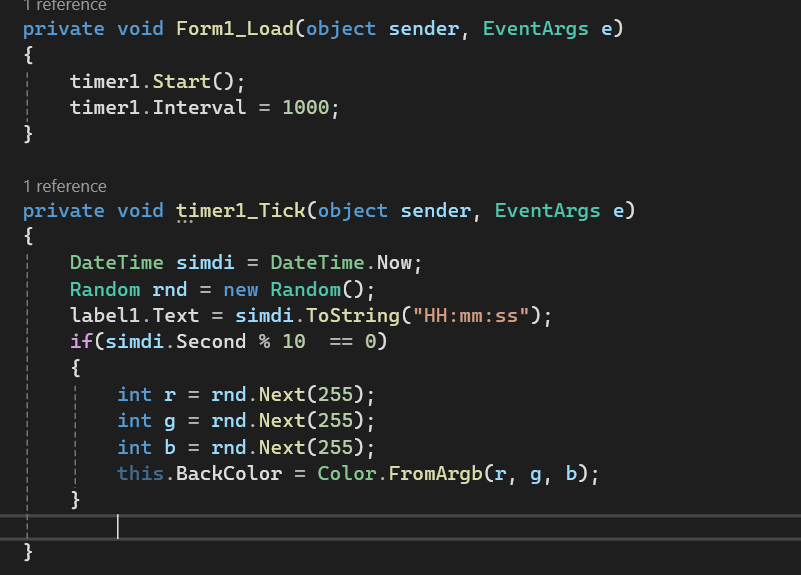 1 reference
private void Form1_Load(object sender, EventArgs e)
{
timer1.Start();
timer1.Interval = 1000;
}
1 reference
private void timer1_Tick(object sender, EventArgs e)
{
DateTime simdi = DateTime.Now;
Random rnd = new Random();
label1.Text = simdi.ToString("HH:mm:ss");
if(simdi.Second % 10  == 0)
{
int r = rnd.Next(255);
int g = rnd.Next(255);
int b = rnd.Next(255);
this.BackColor = Color.FromArgb(r, g, b);
}
}